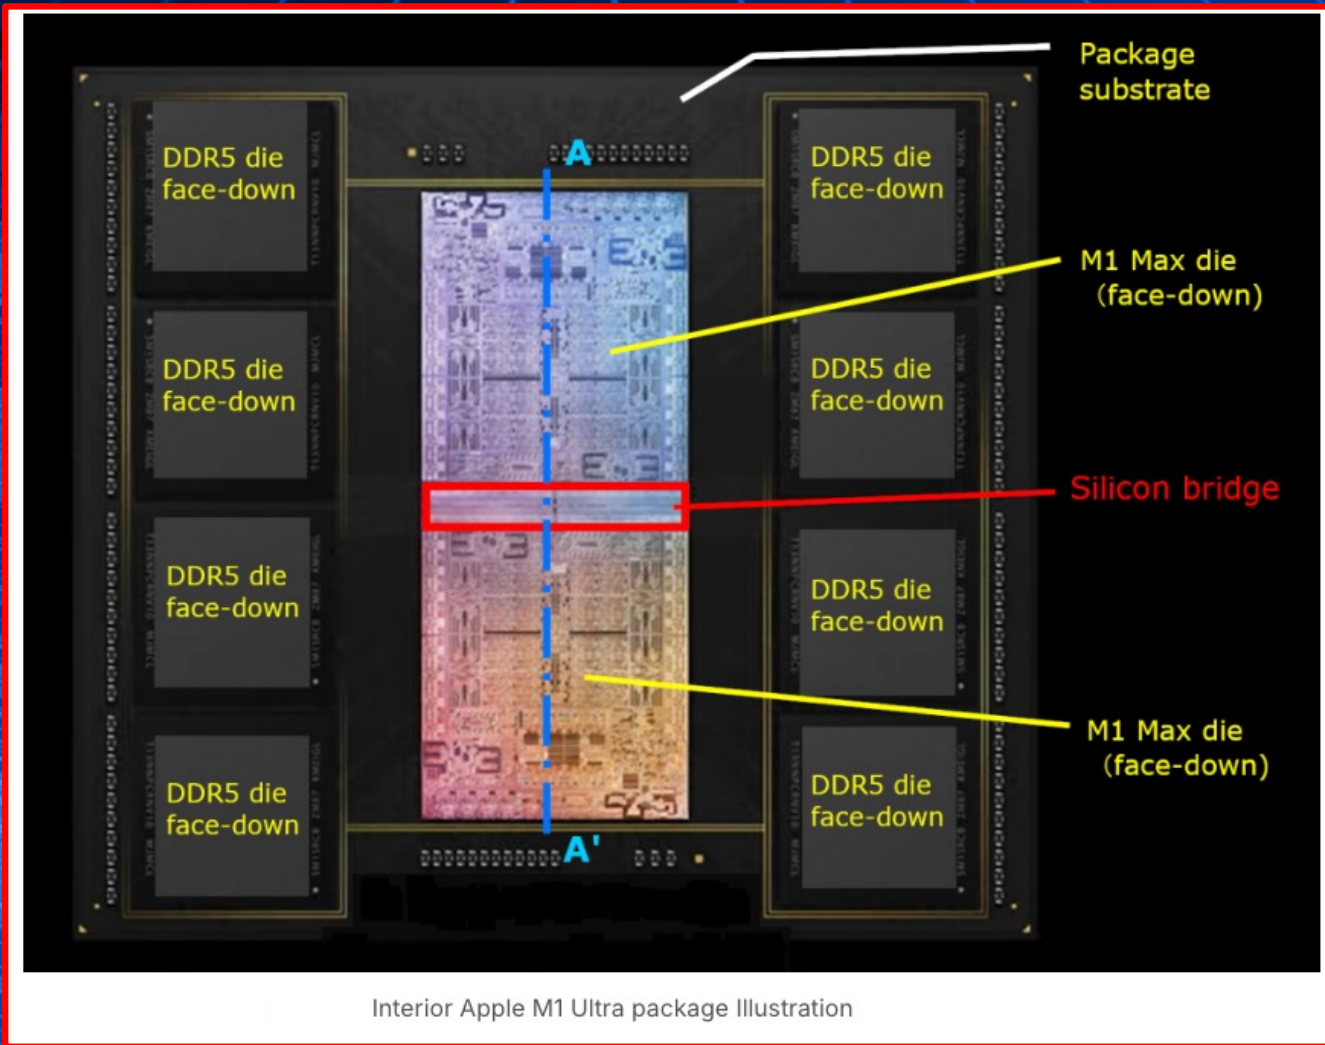 Package
substrate
A
DDR5 die
face-down
DDR5 die
face-down
M1 Max die
(face-down)
DDR5 die
face-down
DDR5 die
face-down
Silicon bridge
DDR5 die
face-down
DDR5 die
face-down
M1 Max die
(face-down)
DDR5 die
face-down
DDR5 die
face-down
A'
Interior Apple M1 Ultra package Illustration